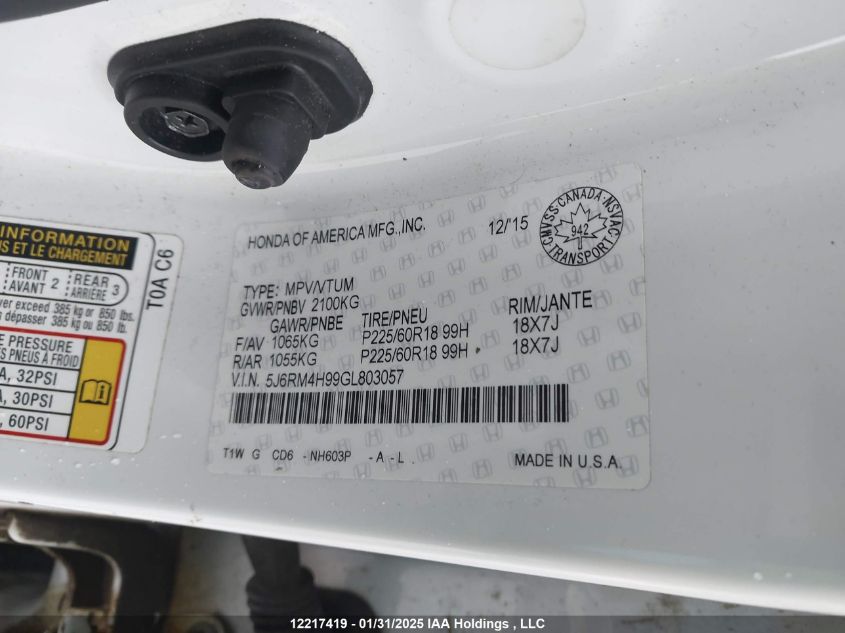 INFORMATION
US ET LE CHARGEMENT
FRONT 2 REAR 3
AVANT ARRIÈRE
ver exceed 385 kg or 850 lbs.
dépasser 385 kg ou 850 lb.
E PRESSURE
S PNEUS À FROID
A, 32PSI
A, 30PSI
, 60PSI
T0A C6
HONDA OF AMERICA MFG.,INC. 12/'15
CMVSS·CANADA·NSVAC
942
TRANSPORT
TYPE: MPV/VTUM
GVWR/PNBV 2100KG
GAWR/PNBE TIRE/PNEU RIM/JANTE
F/AV 1065KG P225/60R18 99H 18X7J
R/AR 1055KG P225/60R18 99H 18X7J
V.I.N. 5J6RM4H99GL803057
T1W G CD6 -NH603P -A-L MADE IN U.S.A.
12217419 - 01/31/2025 IAA Holdings , LLC